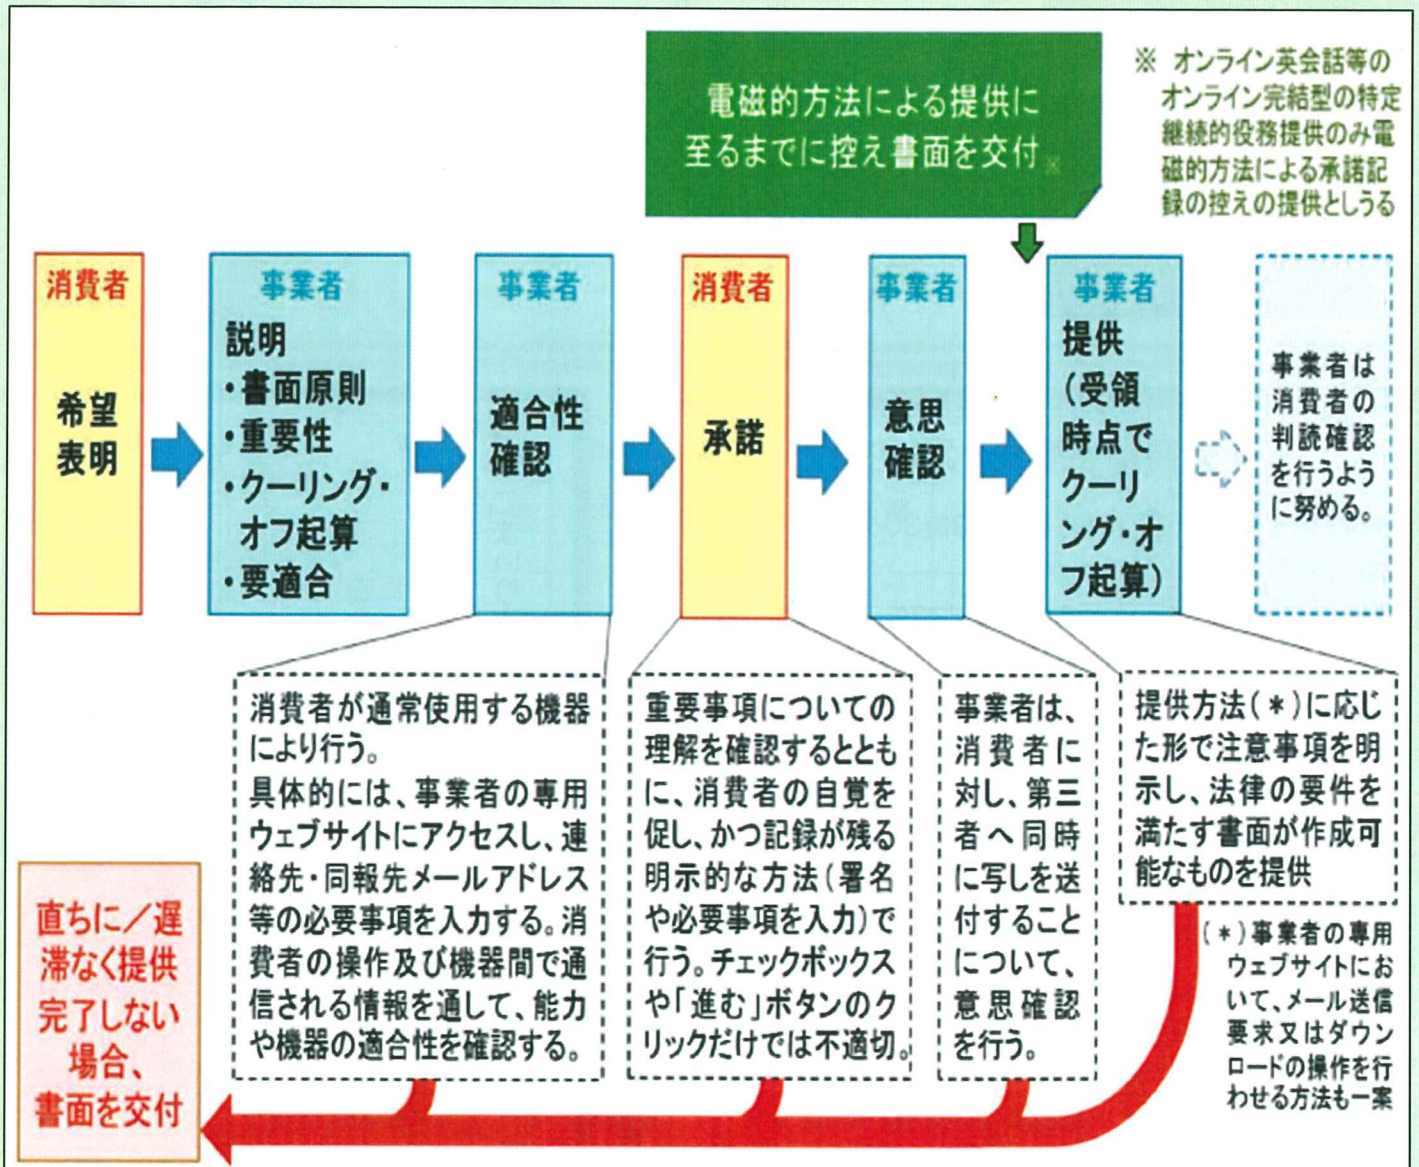 電磁的方法による提供に
至るまでに控え書面を交付※
※ オンライン英会話等の
オンライン完結型の特定
継続的役務提供のみ電
磁的方法による承諾記
録の控えの提供としうる
消費者
希望
表明
事業者
説明
・書面原則
・重要性
・クーリング・
オフ起算
・要適合
事業者
適合性
確認
消費者
承諾
事業者
意思
確認
事業者
提供
(受領
時点で
クーリ
ング・オ
フ起算)
事業者は
消費者の
判読確認
を行うよう
に努める。
消費者が通常使用する機器
により行う。
具体的には、事業者の専用
ウェブサイトにアクセスし、連
絡先・同報先メールアドレス
等の必要事項を入力する。消
費者の操作及び機器間で通
信される情報を通して、能力
や機器の適合性を確認する。
重要事項についての
理解を確認するととも
に、消費者の自覚を
促し、かつ記録が残る
明示的な方法(署名
や必要事項を入力)で
行う。チェックボックス
や「進む」ボタンのク
リックだけでは不適切。
事業者は、
消費者に
対し、第三
者へ同時
に写しを送
付すること
について、
意思確認
を行う。
提供方法(*)に応じ
た形で注意事項を明
示し、法律の要件を
満たす書面が作成可
能なものを提供
(*)事業者の専用
ウェブサイトにお
いて、メール送信
要求又はダウン
ロードの操作を行
わせる方法も一案
直ちに/遅
滞なく提供
完了しない
場合、
書面を交付